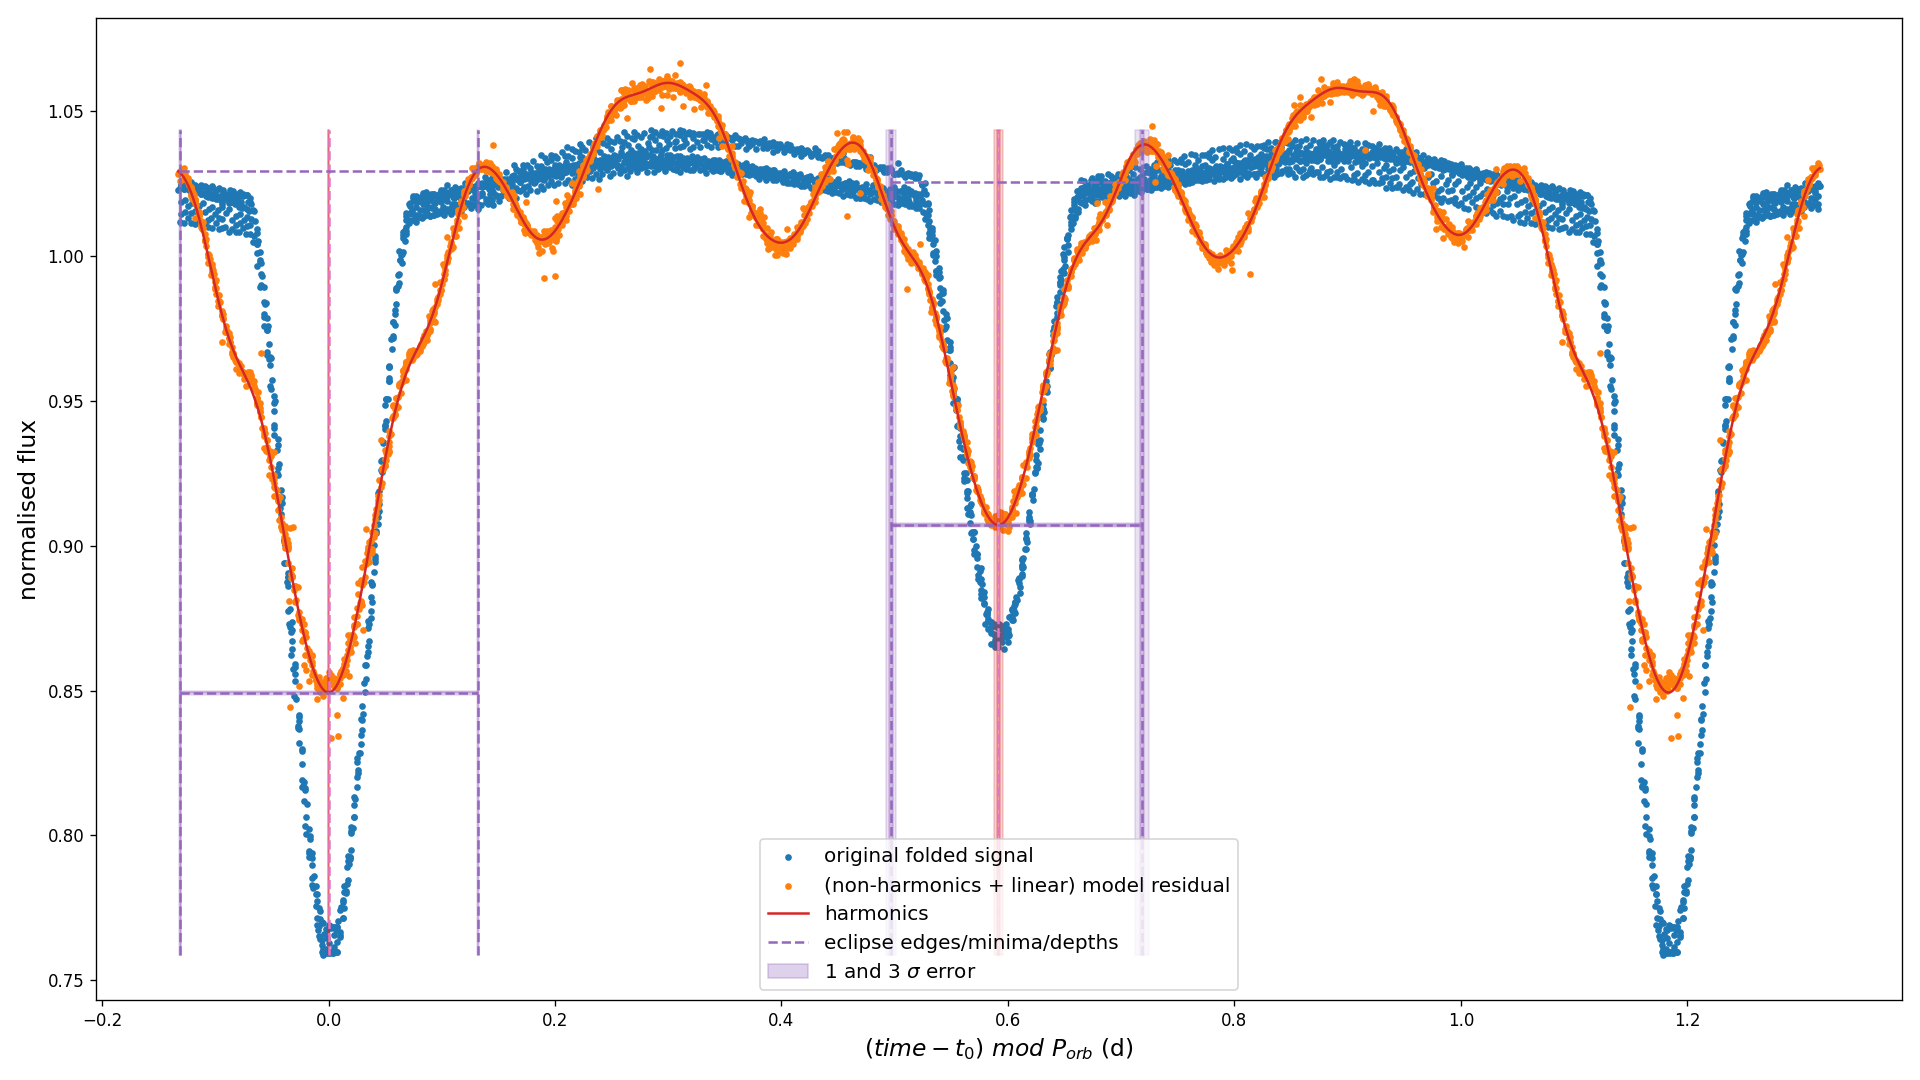 normalised flux
1.05
1.00
0.95
0.90
0.85
0.80
0.75
original folded signal
(non-harmonics + linear) model residual
harmonics
eclipse edges/minima/depths
1 and 3 σ error
−0.2
0.0
0.2
0.4
0.6
0.8
1.0
1.2
(time − t₀) mod Pₒᵣb (d)